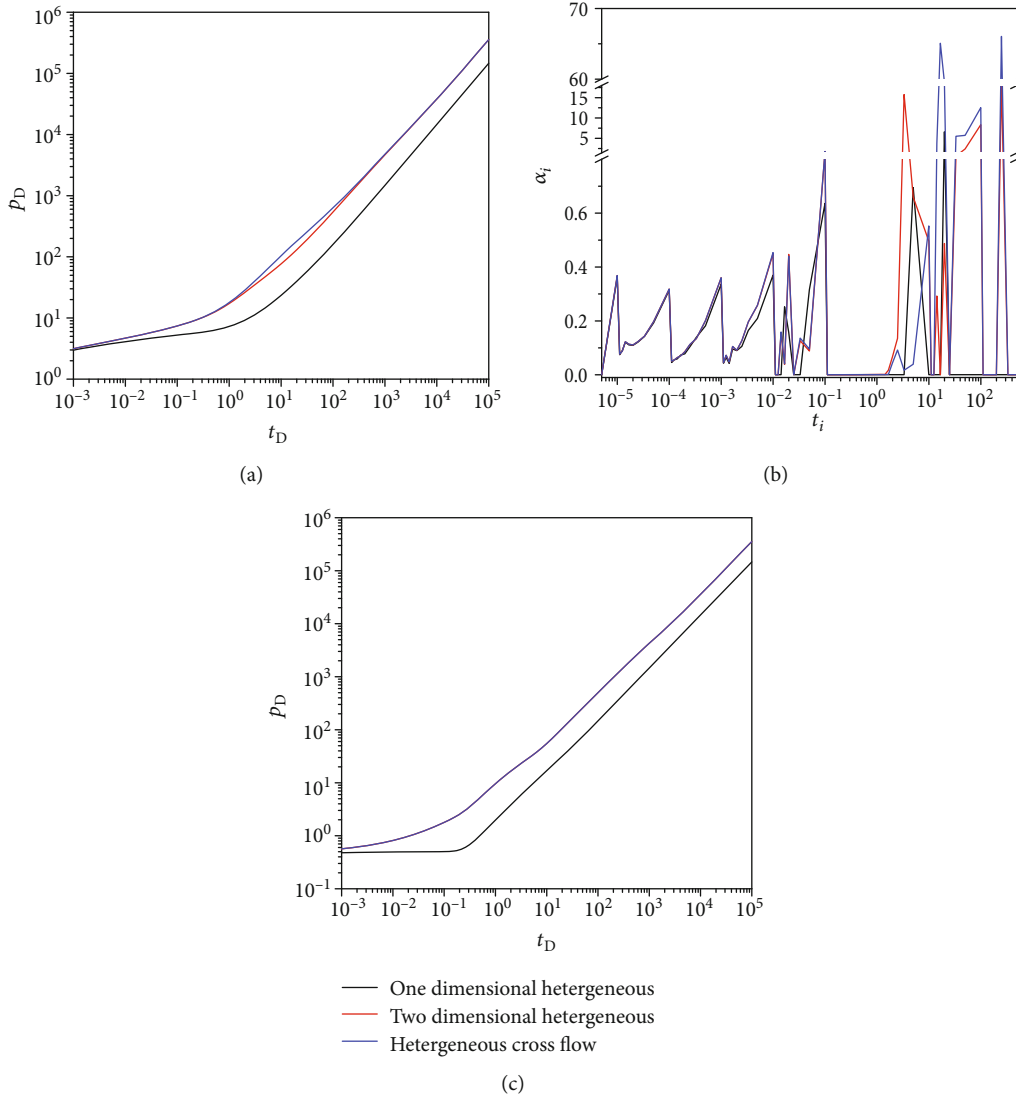 10^6
10^5
10^4
10^3
10^2
10^1
10^0
p_D
10^-3 10^-2 10^-1 10^0 10^1 10^2 10^3 10^4 10^5
t_D
(a)
70
60
15
10
5
0.6
0.4
0.2
0.0
α_i
10^-5 10^-4 10^-3 10^-2 10^-1 10^0 10^1 10^2
t_i
(b)
10^6
10^5
10^4
10^3
10^2
10^1
10^0
10^-1
p_D
10^-3 10^-2 10^-1 10^0 10^1 10^2 10^3 10^4 10^5
t_D
One dimensional hetergeneous
Two dimensional hetergeneous
Hetergeneous cross flow
(c)